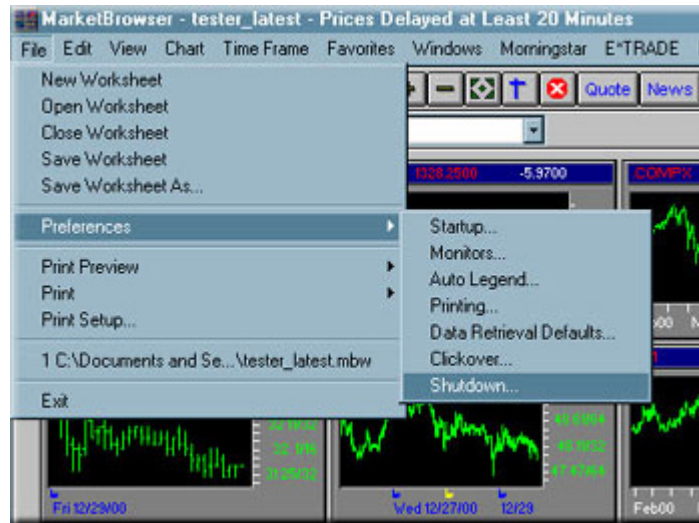 MarketBrowser - tester_latest - Prices Delayed at Least 20 Minutes
File Edit View Chart Time Frame Favorites Windows Morningstar E*TRADE
New Worksheet
Open Worksheet
Close Worksheet
Save Worksheet
Save Worksheet As...
Preferences
Print Preview
Print
Print Setup...
1 C:\Documents and Se...\tester_latest.mbw
Exit
Quote News
1328.2500 -5.9700
.COMPX
Startup...
Monitors...
Auto Legend...
Printing...
Data Retrieval Defaults...
Clickover...
Shutdown...
Fri 12/29/00
Wed 12/27/00 12/29
Feb00